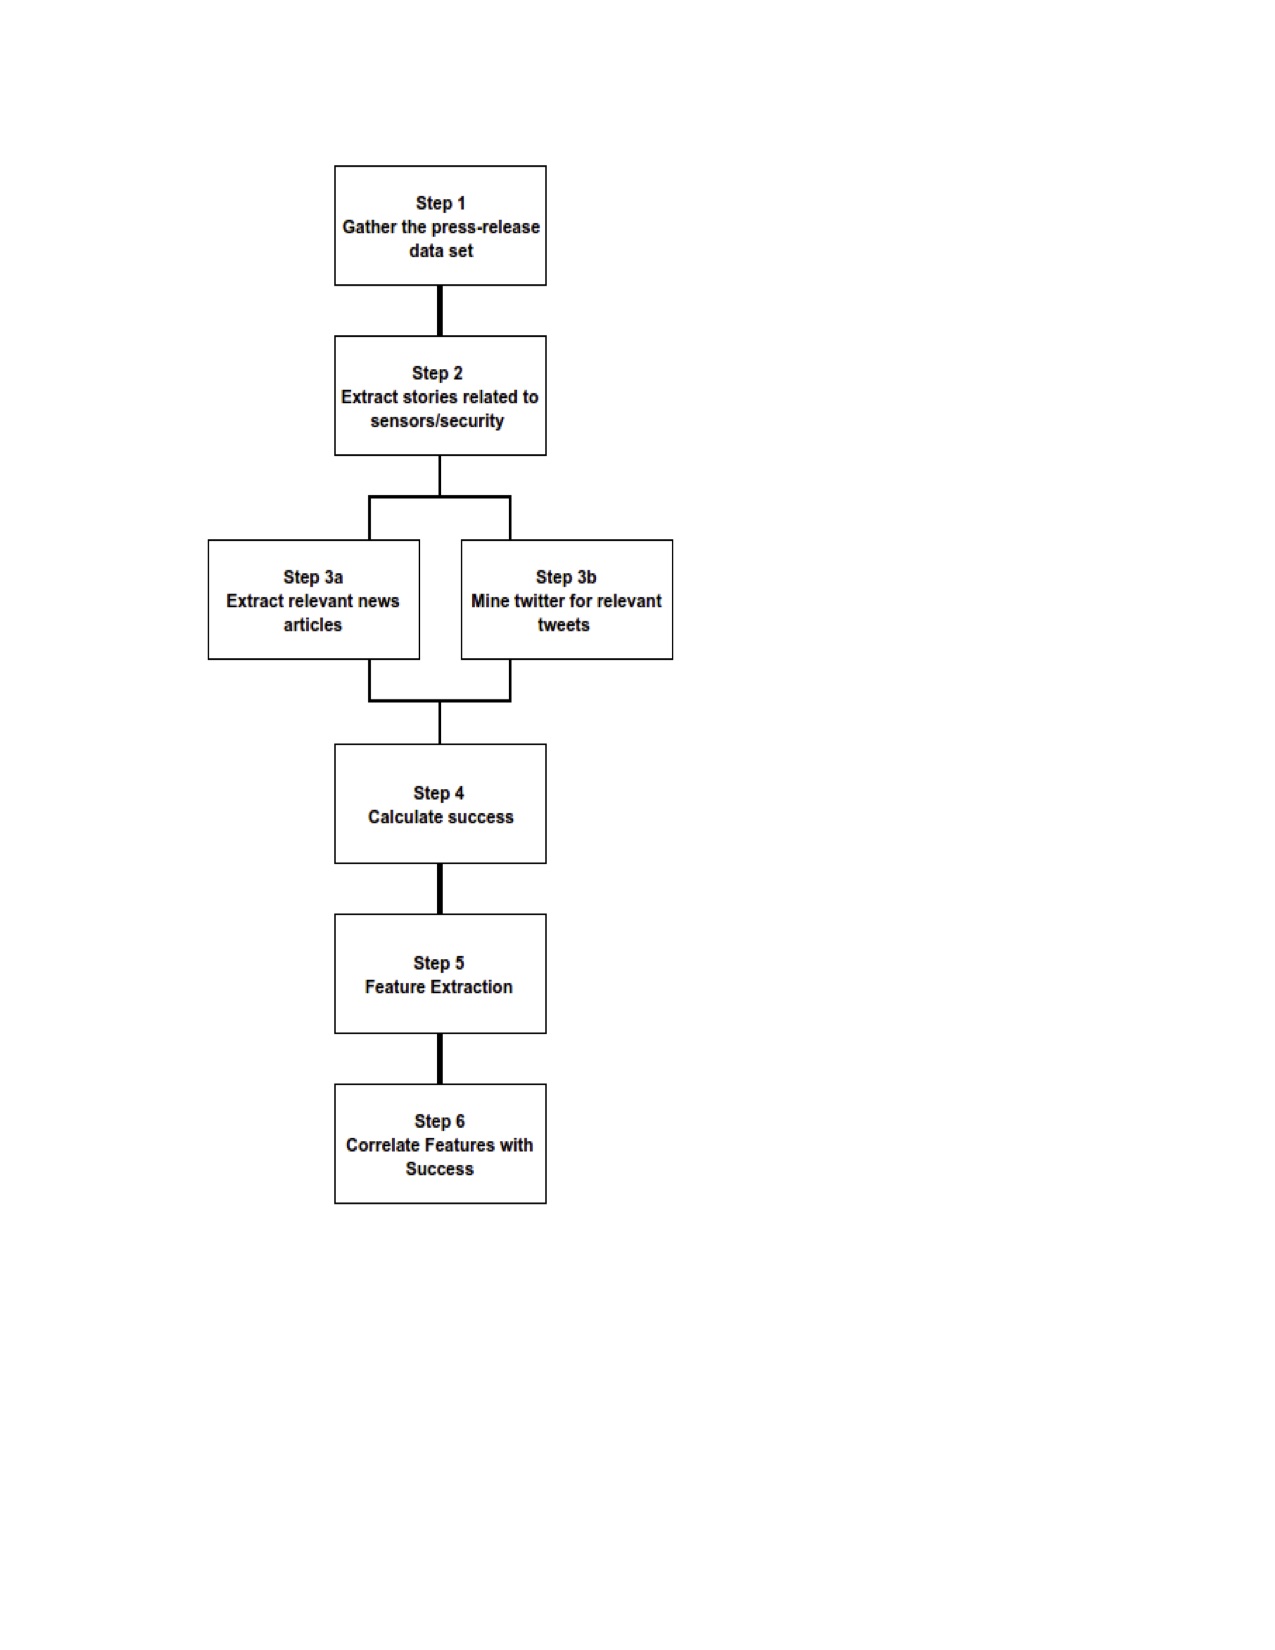 Step 1
Gather the press-release
data set
Step 2
Extract stories related to
sensors/security
Step 3a
Extract relevant news
articles
Step 3b
Mine twitter for relevant
tweets
Step 4
Calculate success
Step 5
Feature Extraction
Step 6
Correlate Features with
Success